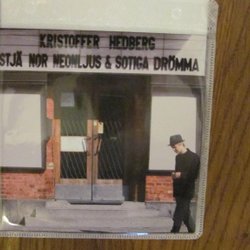 KRISTOFFER HEDBERG
STJÄ NOR NEONLJUS & SOTIGA DRÖMMA